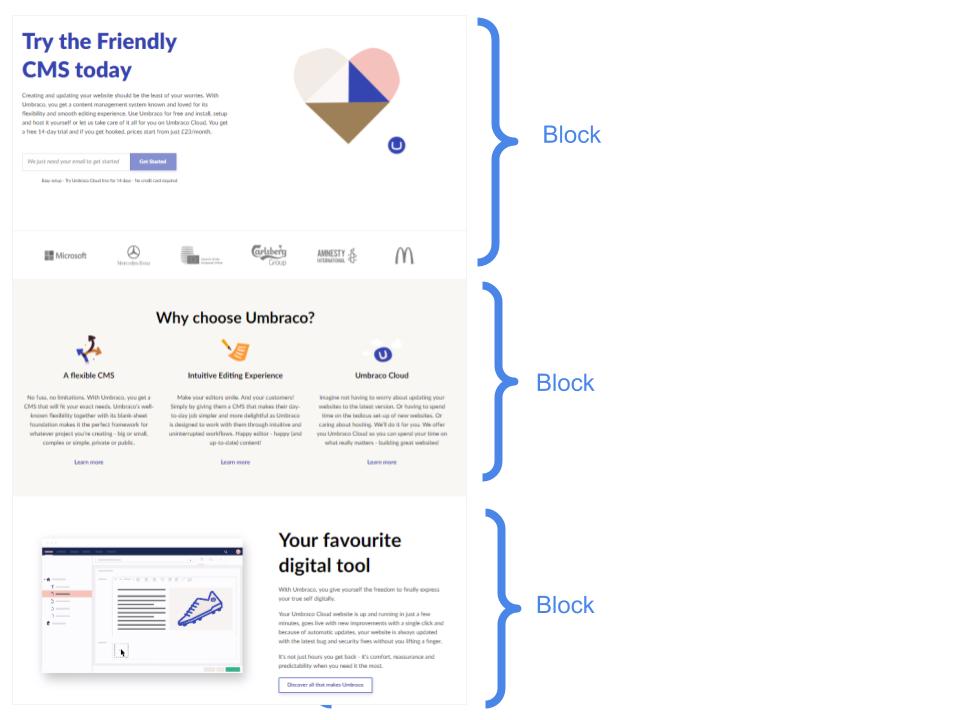 Try the Friendly
CMS today
Creating and updating your website should be the least of your worries. With
Umbraco, you get a content management system known and loved for its
flexibility and smooth editing experience. Use Umbraco for free and install, setup
and host it yourself or let us take care of it all for you on Umbraco Cloud. You get
a free 14-day trial and if you get hooked, prices start from just £23/month.
We just need your email to get started
Get Started
Easy setup - Try Umbraco Cloud free for 14 days - No credit card required
Block
Microsoft
Mercedes-Benz
Carlsberg
Group
AMNESTY
INTERNATIONAL
Why choose Umbraco?
A flexible CMS
No fuss, no limitations. With Umbraco, you get a
CMS that will fit your exact needs. Umbraco's well-
known flexibility together with its blank-sheet
foundation makes it the perfect framework for
whatever project you're creating - big or small,
complex or simple, private or public.
Learn more
Intuitive Editing Experience
Make your editors smile. And your customers!
Simply by giving them a CMS that makes their day-
to-day job simpler and more delightful as Umbraco
is designed to work with them through intuitive and
uninterrupted workflows. Happy editor - happy (and
up-to-date) content!
Learn more
Umbraco Cloud
Imagine not having to worry about updating your
websites to the latest version. Or having to spend
time on the tedious set-up of new websites. Or
caring about hosting. We'll do it for you. We offer
you Umbraco Cloud so you can spend your time on
what really matters - building great websites!
Learn more
Block
Your favourite
digital tool
With Umbraco, you give yourself the freedom to finally express
your true self digitally.
Your Umbraco Cloud website is up and running in just a few
minutes, goes live with new improvements with a single click and
because of automatic updates, your website is always updated
with the latest bug and security fixes without you lifting a finger.
It's not just hours you get back - it's comfort, reassurance and
predictability when you need it the most.
Discover all that makes Umbraco
Block